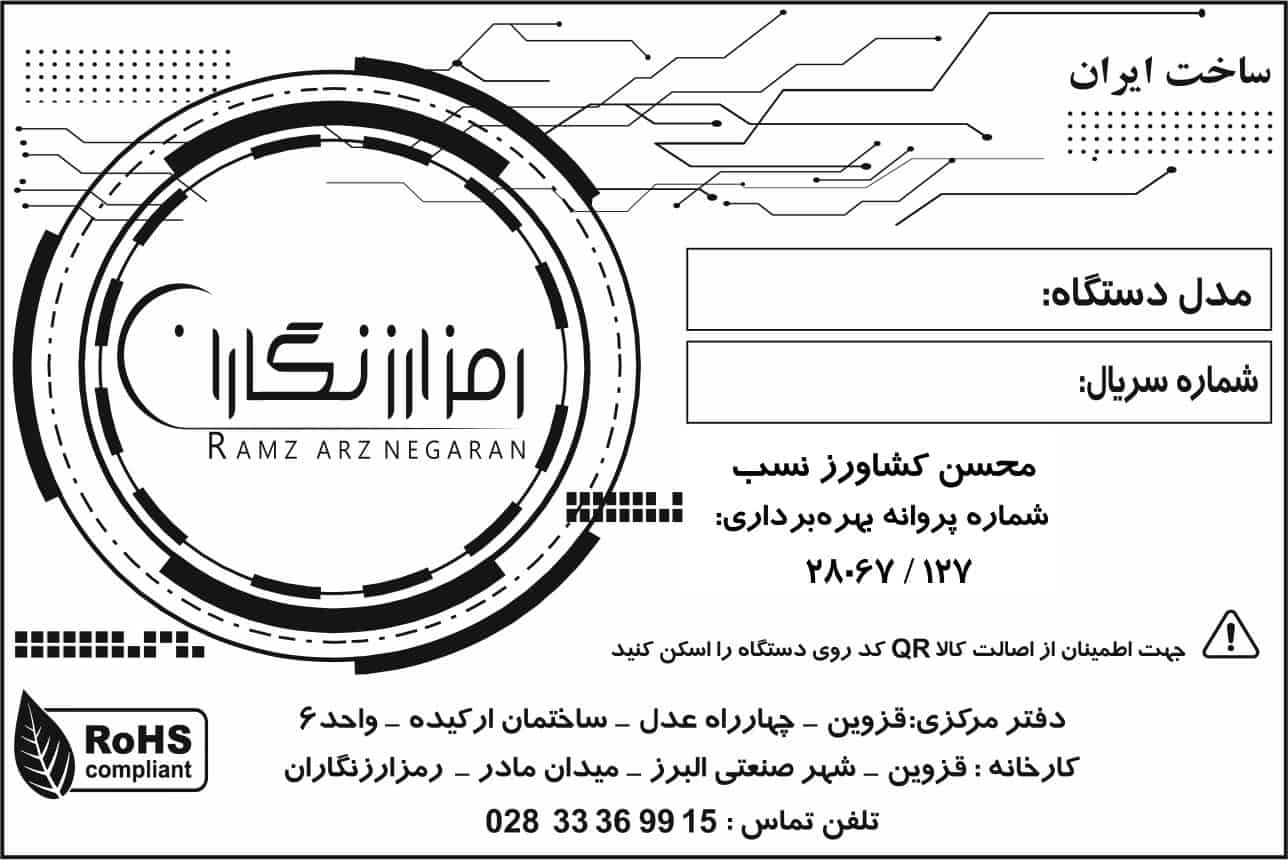 ساخت ایران
رمزارزنگاران
RAMZ ARZ NEGARAN
مدل دستگاه:
شماره سریال:
محسن کشاورز نسب
شماره پروانه بهره‌برداری:
۱۲۷ / ۲۸۰۶۷
جهت اطمینان از اصالت کالا QR کد روی دستگاه را اسکن کنید
RoHS
compliant
دفتر مرکزی:قزوین _ چهارراه عدل _ ساختمان ارکیده _ واحد۶
کارخانه : قزوین _ شهر صنعتی البرز _ میدان مادر _ رمزارزنگاران
تلفن تماس : 028 33 36 99 15